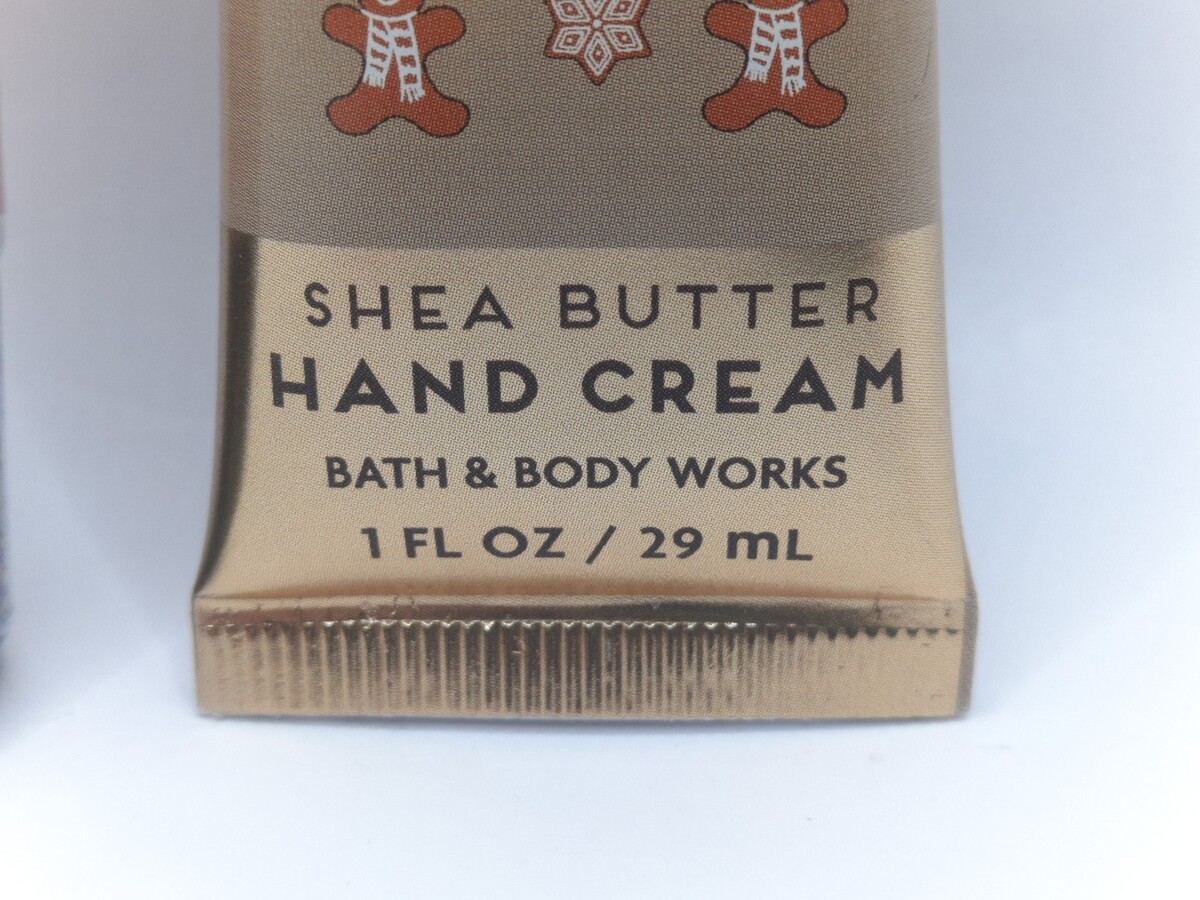 SHEA BUTTER
HAND CREAM
BATH & BODY WORKS
1 FL OZ / 29 mL